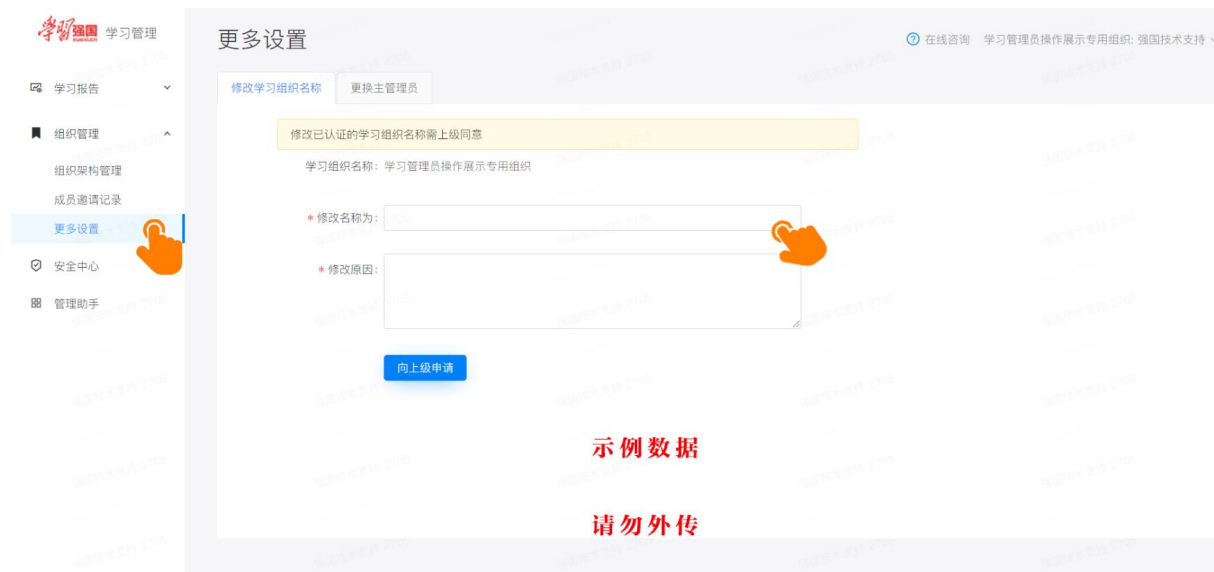 学习强国 学习管理
更多设置
在线咨询 学习管理员操作展示专用组织: 强国技术支持
学习报告
修改学习组织名称 更换主管理员
组织管理
修改已认证的学习组织名称需上级同意
组织架构管理
学习组织名称: 学习管理员操作展示专用组织
成员邀请记录
更多设置
* 修改名称为:
安全中心
* 修改原因:
管理助手
向上级申请
示例数据
请勿外传